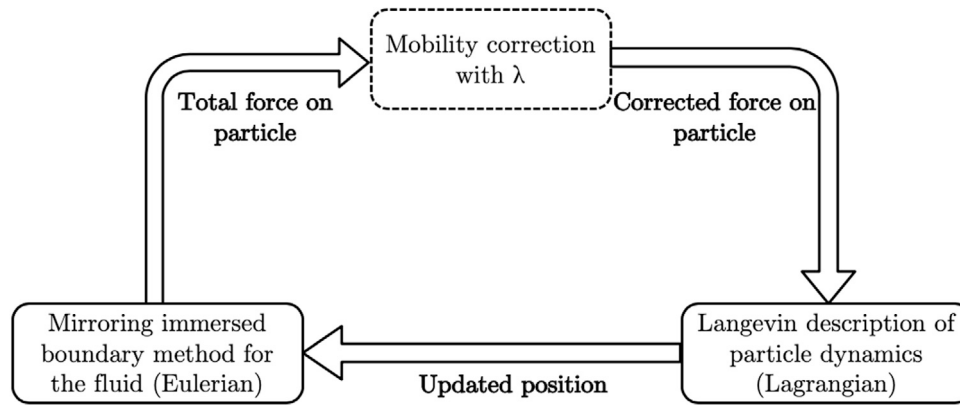 Mobility correction
with λ
Total force on
particle
Corrected force on
particle
Mirroring immersed
boundary method for
the fluid (Eulerian)
Updated position
Langevin description of
particle dynamics
(Lagrangian)